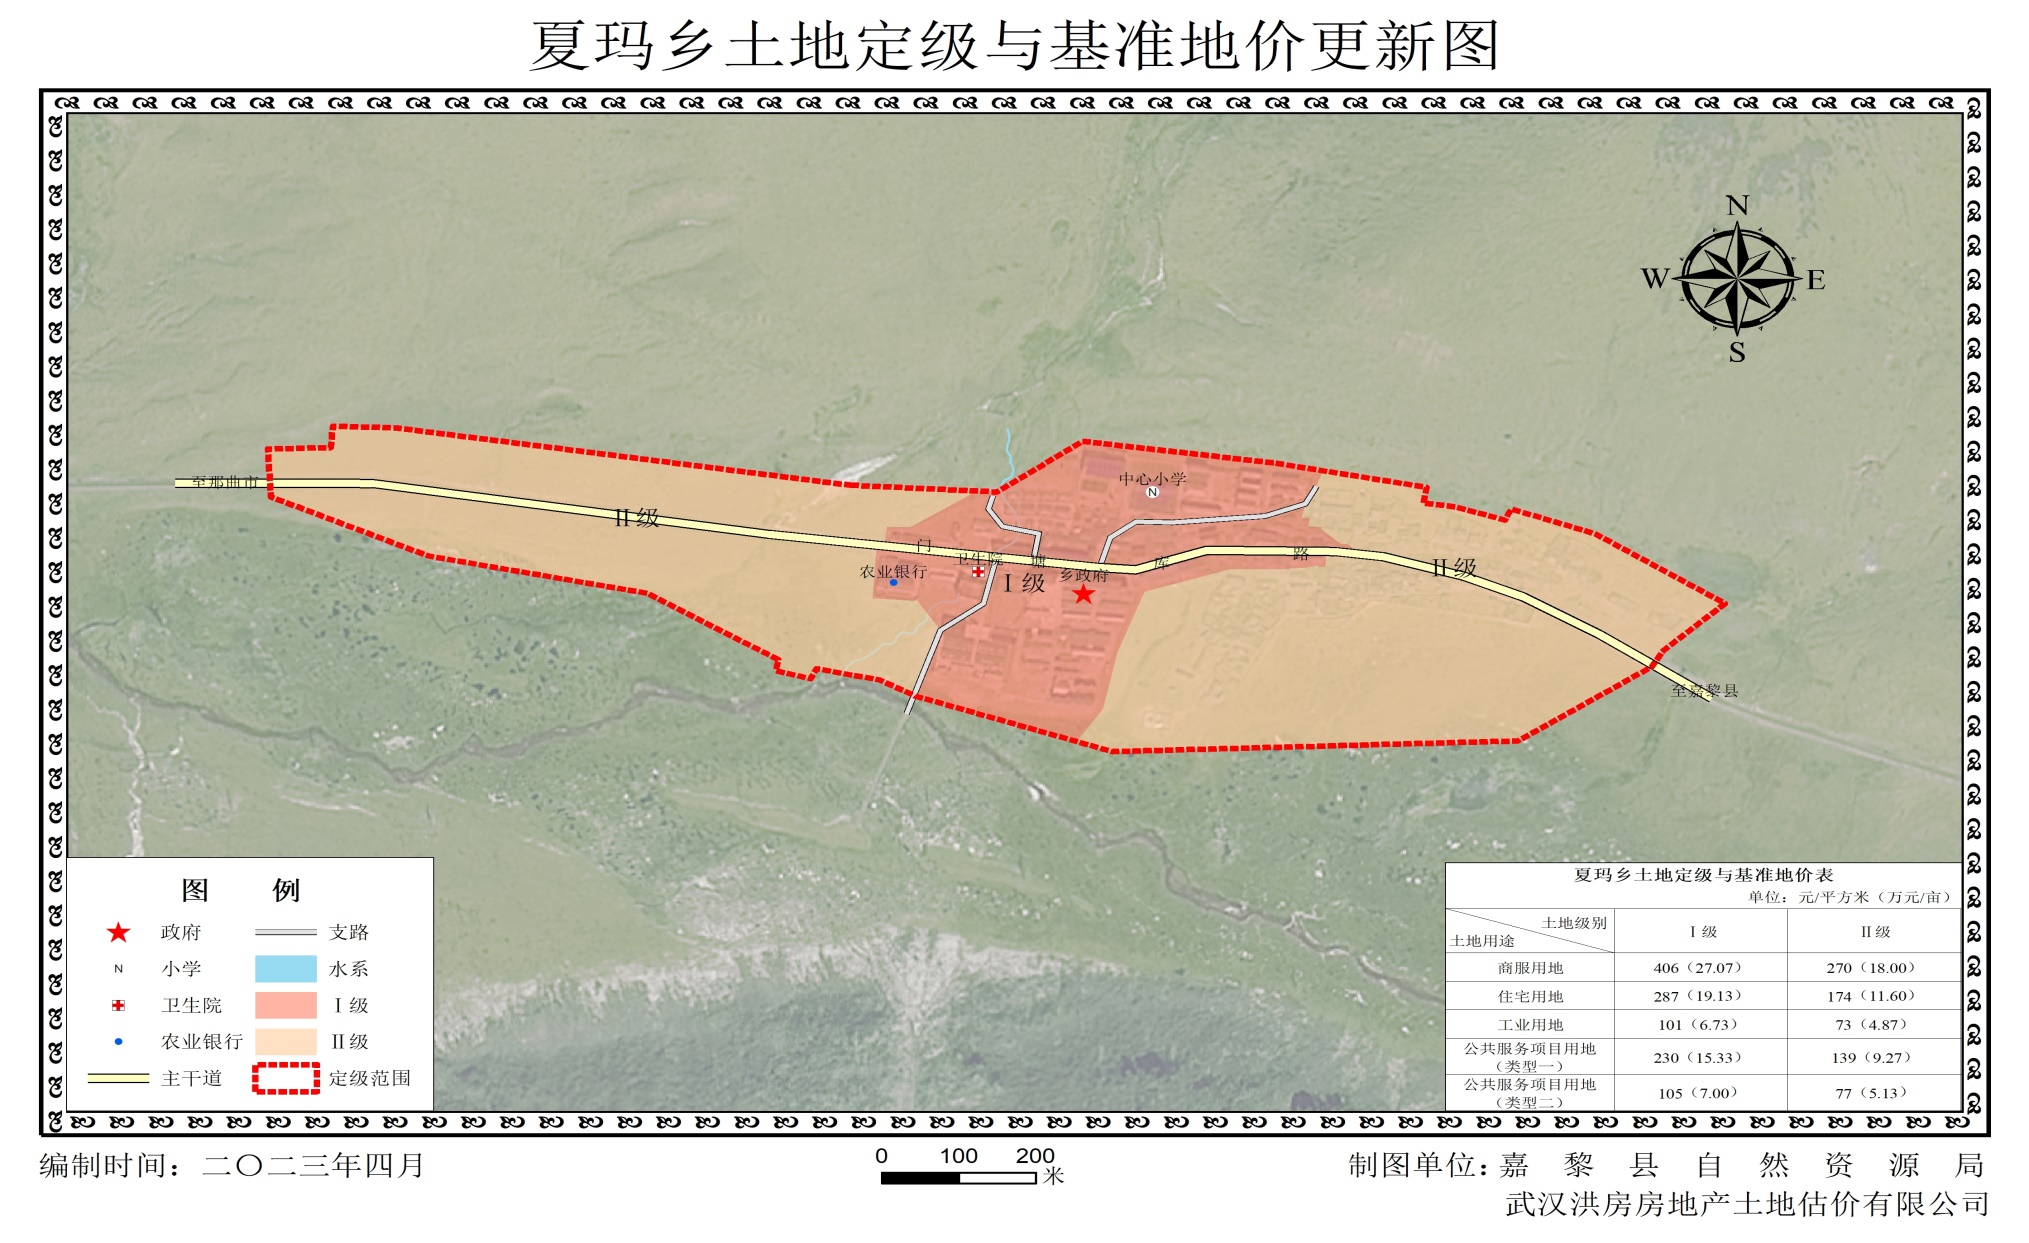 夏玛乡土地定级与基准地价更新图
N
W E
S
中心小学
N
至那曲市
II级
门 塘 库 路
卫生院
农业银行
I级
乡政府
II级
至嘉黎县
图 例
政府 支路
N 小学 水系
卫生院 I级
农业银行 II级
主干道 定级范围
夏玛乡土地定级与基准地价表
单位：元/平方米（万元/亩）
土地级别
土地用途
I级 II级
商服用地 406（27.07） 270（18.00）
住宅用地 287（19.13） 174（11.60）
工业用地 101（6.73） 73（4.87）
公共服务项目用地
（类型一） 230（15.33） 139（9.27）
公共服务项目用地
（类型二） 105（7.00） 77（5.13）
编制时间：二〇二三年四月
0 100 200
米
制图单位：嘉黎县自然资源局
武汉洪房房地产土地估价有限公司